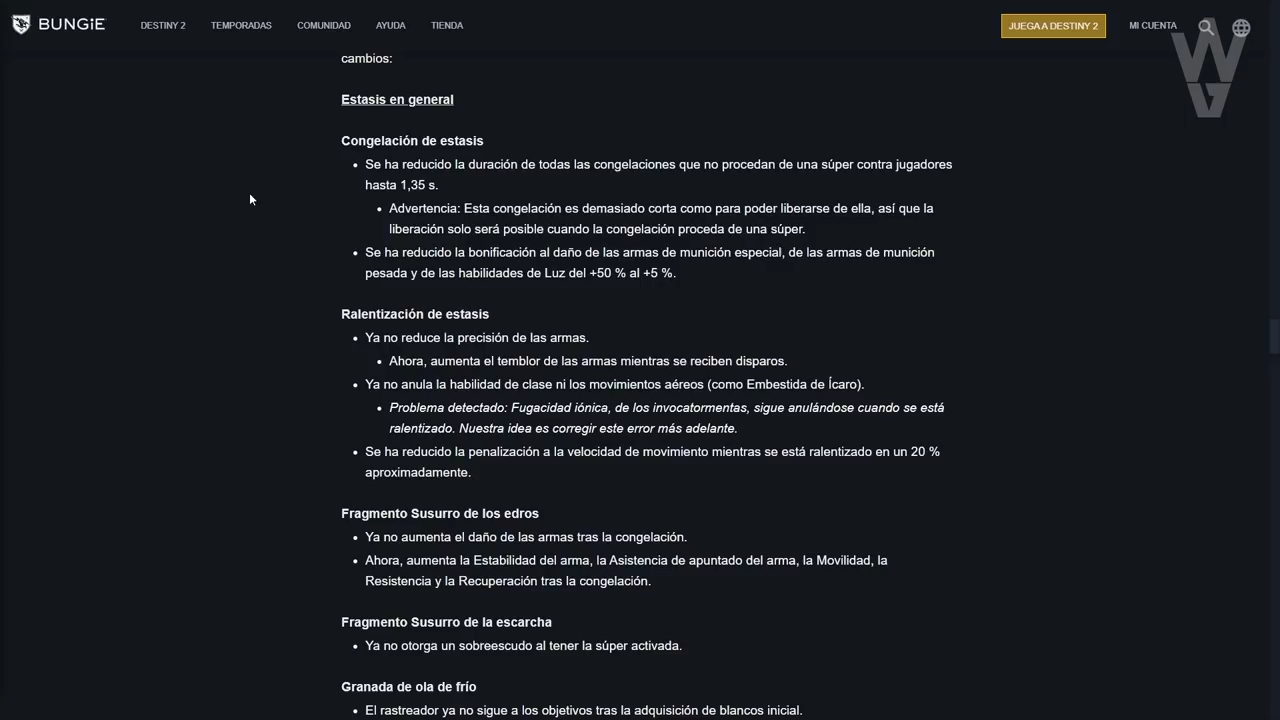 BUNGiE DESTINY 2 TEMPORADAS COMUNIDAD AYUDA TIENDA JUEGA A DESTINY 2 MI CUENTA
cambios:
Estasis en general
Congelación de estasis
• Se ha reducido la duración de todas las congelaciones que no procedan de una súper contra jugadores
hasta 1,35 s.
• Advertencia: Esta congelación es demasiado corta como para poder liberarse de ella, así que la
liberación solo será posible cuando la congelación proceda de una súper.
• Se ha reducido la bonificación al daño de las armas de munición especial, de las armas de munición
pesada y de las habilidades de Luz del +50 % al +5 %.
Ralentización de estasis
• Ya no reduce la precisión de las armas.
• Ahora, aumenta el temblor de las armas mientras se reciben disparos.
• Ya no anula la habilidad de clase ni los movimientos aéreos (como Embestida de Ícaro).
• Problema detectado: Fugacidad iónica, de los invocatormentas, sigue anulándose cuando se está
ralentizado. Nuestra idea es corregir este error más adelante.
• Se ha reducido la penalización a la velocidad de movimiento mientras se está ralentizado en un 20 %
aproximadamente.
Fragmento Susurro de los edros
• Ya no aumenta el daño de las armas tras la congelación.
• Ahora, aumenta la Estabilidad del arma, la Asistencia de apuntado del arma, la Movilidad, la
Resistencia y la Recuperación tras la congelación.
Fragmento Susurro de la escarcha
• Ya no otorga un sobreescudo al tener la súper activada.
Granada de ola de frío
• El rastreador ya no sigue a los objetivos tras la adquisición de blancos inicial.